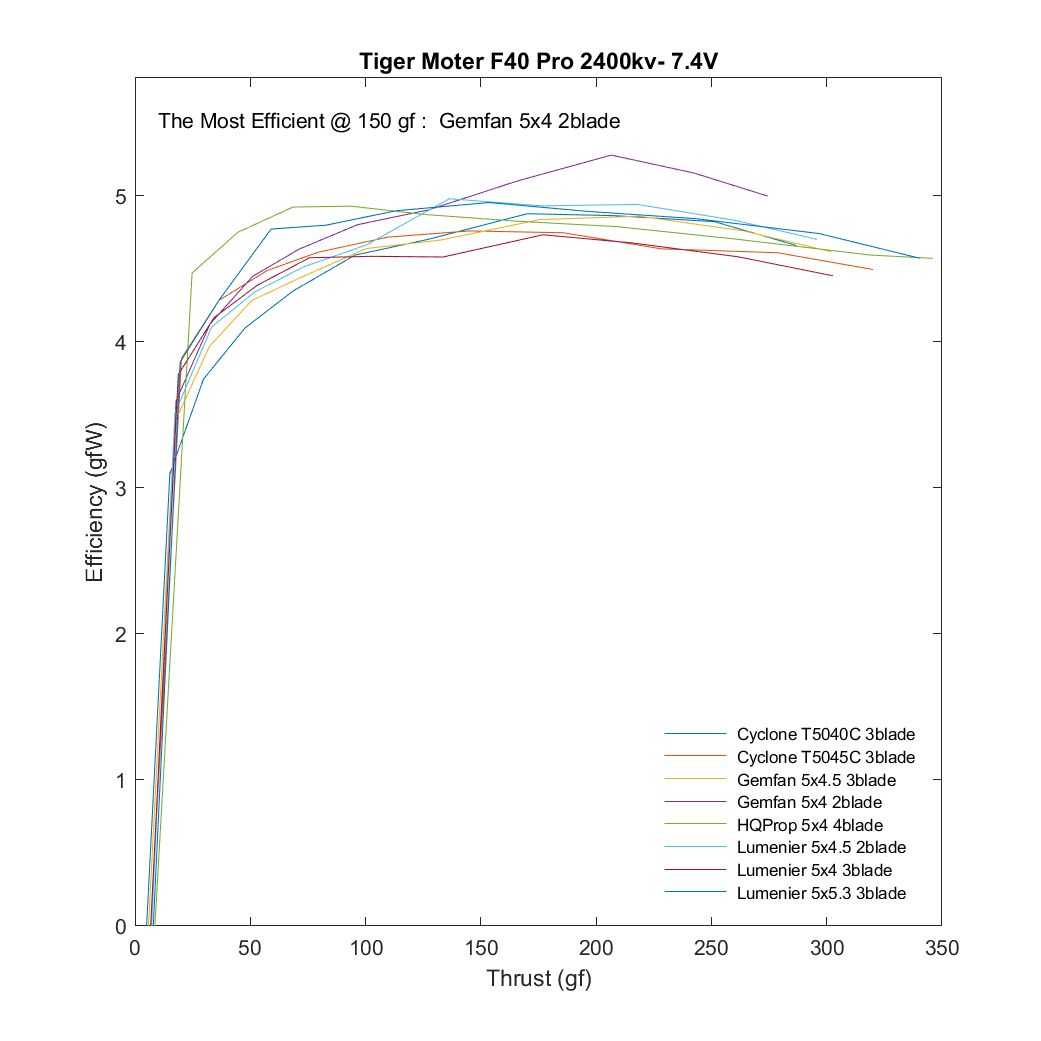 Tiger Moter F40 Pro 2400kv- 7.4V
The Most Efficient @ 150 gf :  Gemfan 5x4 2blade
5
4
3
2
1
0
Efficiency (gfW)
Cyclone T5040C 3blade
Cyclone T5045C 3blade
Gemfan 5x4.5 3blade
Gemfan 5x4 2blade
HQProp 5x4 4blade
Lumenier 5x4.5 2blade
Lumenier 5x4 3blade
Lumenier 5x5.3 3blade
0 50 100 150 200 250 300 350
Thrust (gf)